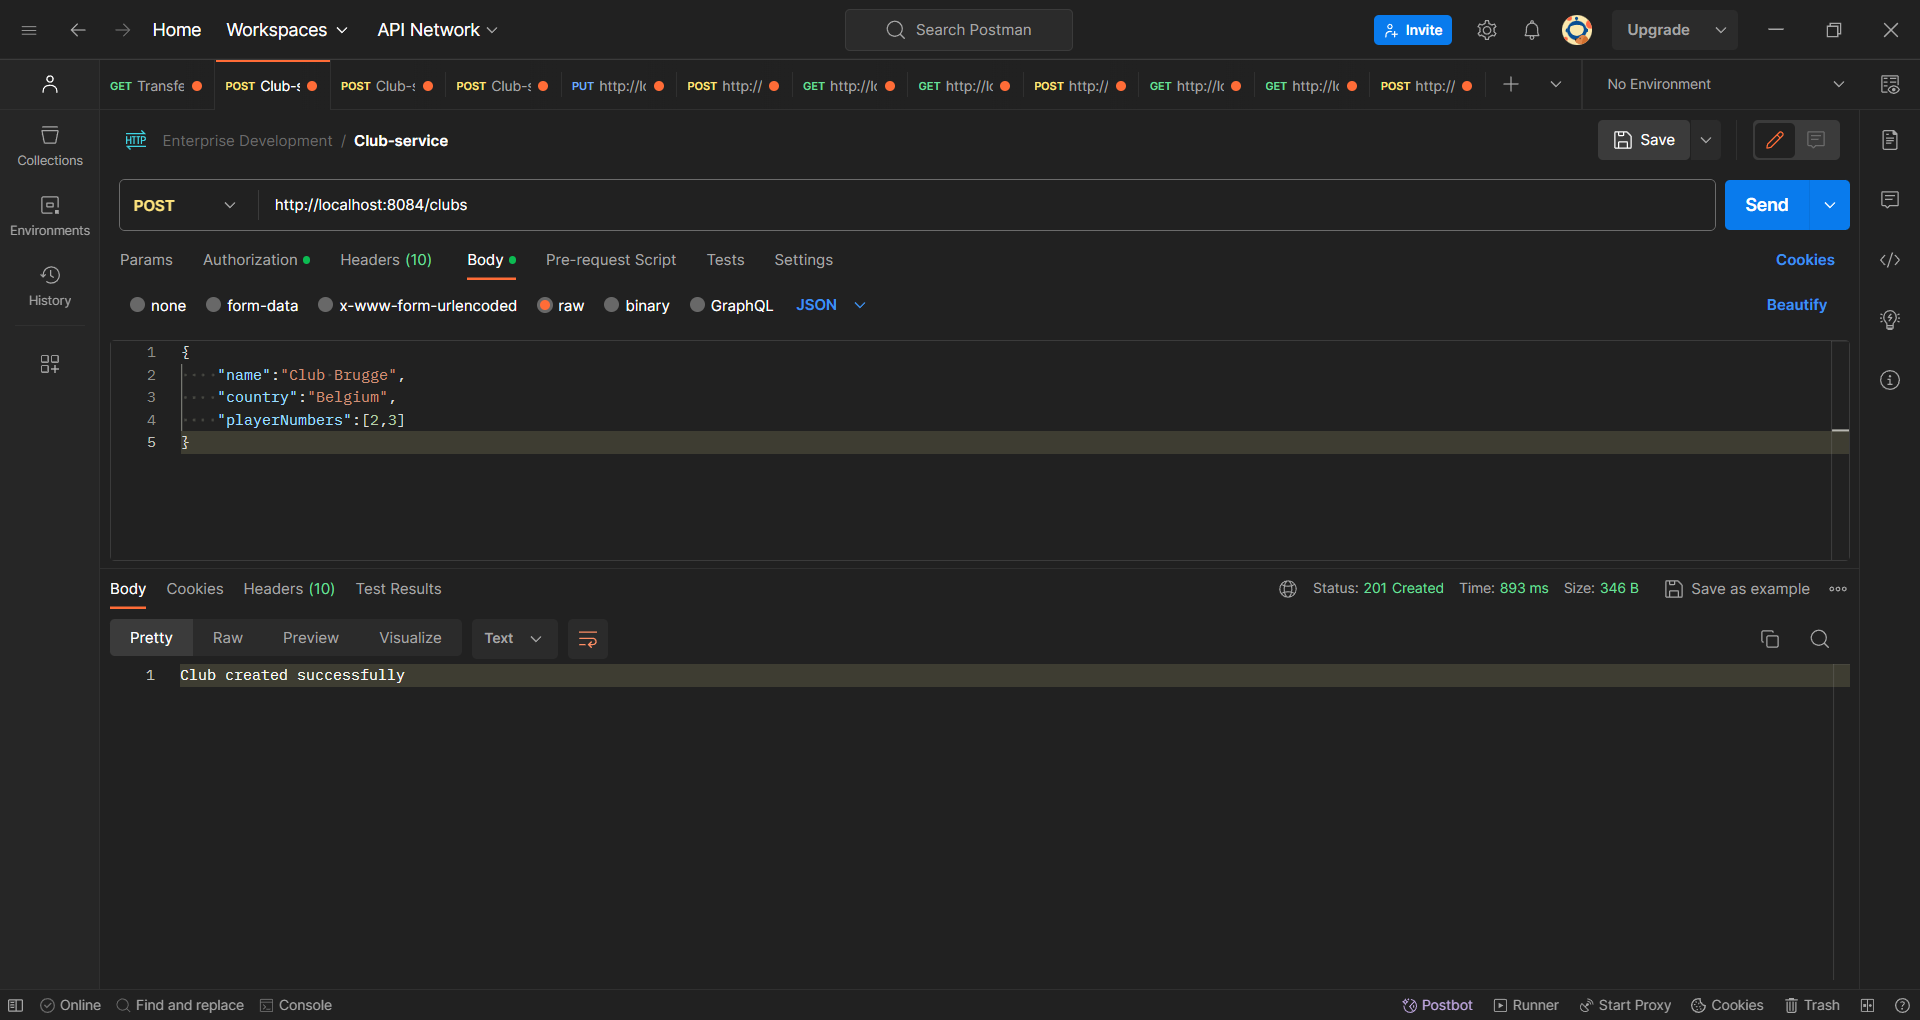 Home Workspaces API Network Search Postman Invite Upgrade
GET Transfe POST Club-s POST Club-s POST Club-s PUT http://lc POST http:// GET http://lc GET http://lc POST http:// GET http://lc GET http://lc POST http:// No Environment
HTTP Enterprise Development / Club-service Save
Collections
Environments
History
POST http://localhost:8084/clubs Send
Params Authorization Headers (10) Body Pre-request Script Tests Settings Cookies
none form-data x-www-form-urlencoded raw binary GraphQL JSON Beautify
1 {
2 "name":"Club Brugge",
3 "country":"Belgium",
4 "playerNumbers":[2,3]
5 }
Body Cookies Headers (10) Test Results Status: 201 Created Time: 893 ms Size: 346 B Save as example
Pretty Raw Preview Visualize Text
1 Club created successfully
Online Find and replace Console Postbot Runner Start Proxy Cookies Trash